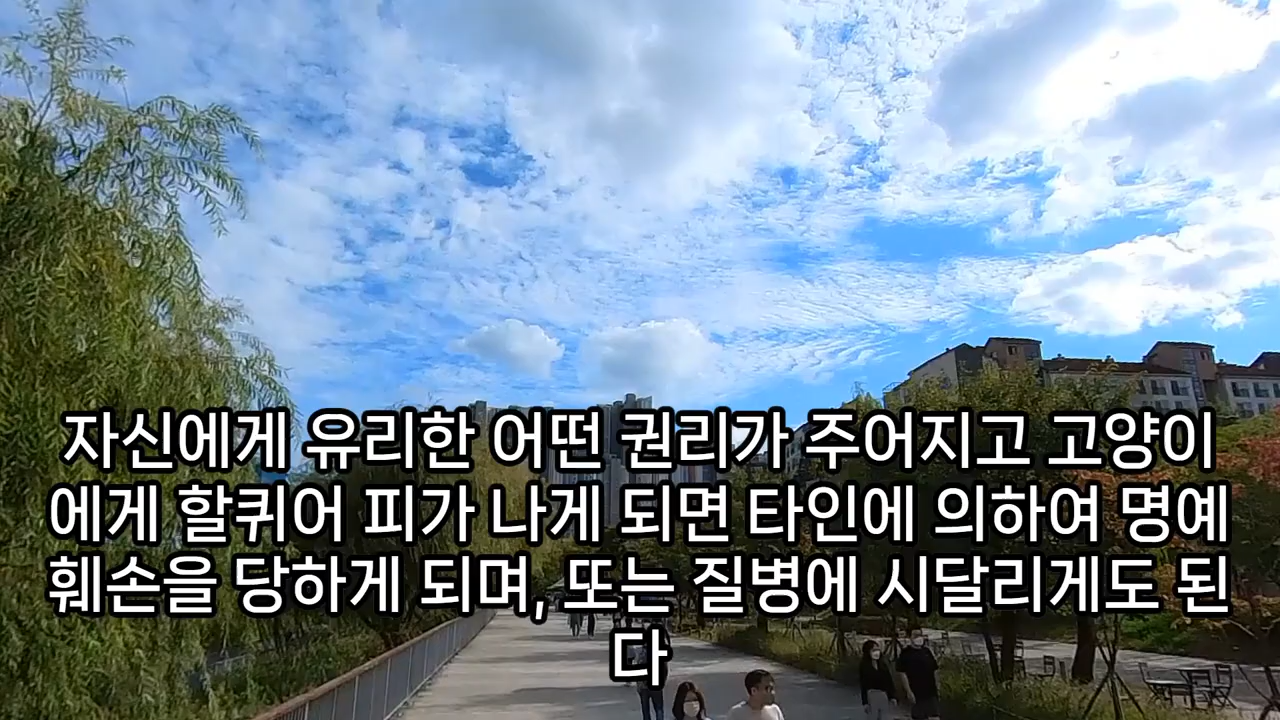 자신에게 유리한 어떤 권리가 주어지고 고양이
에게 할퀴어 피가 나게 되면 타인에 의하여 명예
훼손을 당하게 되며, 또는 질병에 시달리게도 된
다